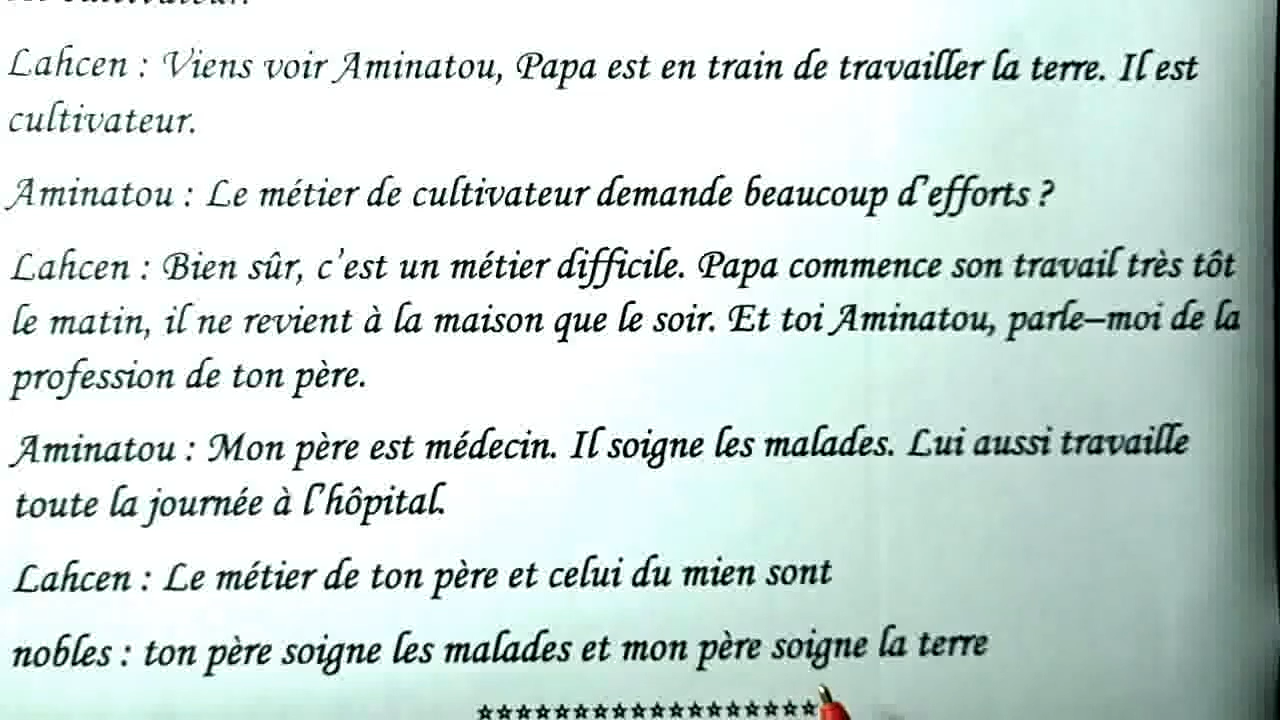 cultivateur.
Lahcen : Viens voir Aminatou, Papa est en train de travailler la terre. Il est
cultivateur.
Aminatou : Le métier de cultivateur demande beaucoup d'efforts ?
Lahcen : Bien sûr, c'est un métier difficile. Papa commence son travail très tôt
le matin, il ne revient à la maison que le soir. Et toi Aminatou, parle–moi de la
profession de ton père.
Aminatou : Mon père est médecin. Il soigne les malades. Lui aussi travaille
toute la journée à l'hôpital.
Lahcen : Le métier de ton père et celui du mien sont
nobles : ton père soigne les malades et mon père soigne la terre